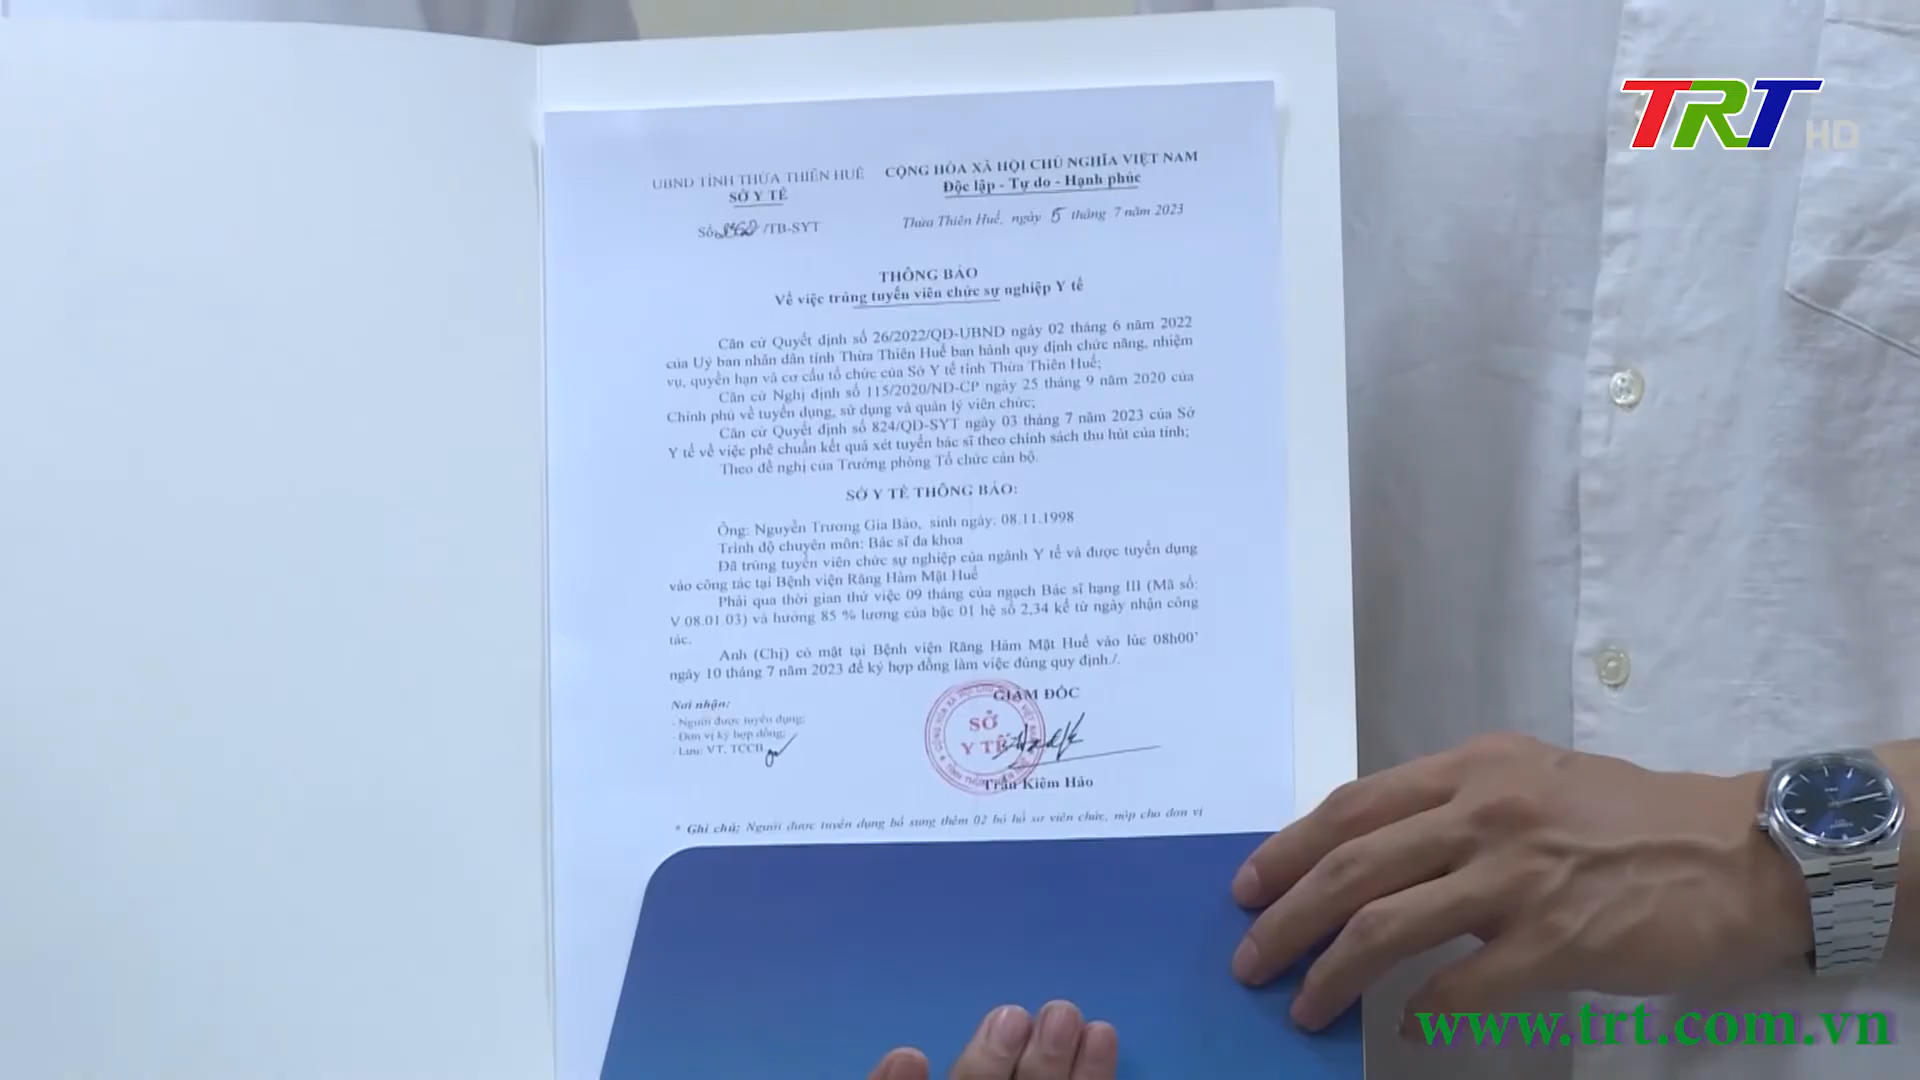 TRT HD
UBND TỈNH THỪA THIÊN HUẾ
SỞ Y TẾ
CỘNG HÒA XÃ HỘI CHỦ NGHĨA VIỆT NAM
Độc lập - Tự do - Hạnh phúc
Số: /TB-SYT
Thừa Thiên Huế, ngày 5 tháng 7 năm 2023
THÔNG BÁO
Về việc trúng tuyển viên chức sự nghiệp Y tế
Căn cứ Quyết định số 26/2022/QĐ-UBND ngày 02 tháng 6 năm 2022
của Uỷ ban nhân dân tỉnh Thừa Thiên Huế ban hành quy định chức năng, nhiệm
vụ, quyền hạn và cơ cấu tổ chức của Sở Y tế tỉnh Thừa Thiên Huế;
Căn cứ Nghị định số 115/2020/NĐ-CP ngày 25 tháng 9 năm 2020 của
Chính phủ về tuyển dụng, sử dụng và quản lý viên chức;
Căn cứ Quyết định số 824/QĐ-SYT ngày 03 tháng 7 năm 2023 của Sở
Y tế về việc phê chuẩn kết quả xét tuyển bác sĩ theo chính sách thu hút của tỉnh;
Theo đề nghị của Trưởng phòng Tổ chức cán bộ.
SỞ Y TẾ THÔNG BÁO:
Ông: Nguyễn Trương Gia Bảo, sinh ngày: 08.11.1998
Trình độ chuyên môn: Bác sĩ đa khoa
Đã trúng tuyển viên chức sự nghiệp của ngành Y tế và được tuyển dụng
vào công tác tại Bệnh viện Răng Hàm Mặt Huế
Phải qua thời gian thử việc 09 tháng của ngạch Bác sĩ hạng III (Mã số:
V.08.01.03) và hưởng 85 % lương của bậc 01 hệ số 2,34 kể từ ngày nhận công
tác.
Anh (Chị) có mặt tại Bệnh viện Răng Hàm Mặt Huế vào lúc 08h00'
ngày 10 tháng 7 năm 2023 để ký hợp đồng làm việc đúng quy định./.
Nơi nhận:
- Người được tuyển dụng;
- Đơn vị ký hợp đồng;
- Lưu: VT, TCCB
GIÁM ĐỐC
SỞ
Y TẾ
Trần Kiêm Hảo
* Ghi chú: Người được tuyển dụng bổ sung thêm 02 bộ hồ sơ viên chức, nộp cho đơn vị
www.trt.com.vn